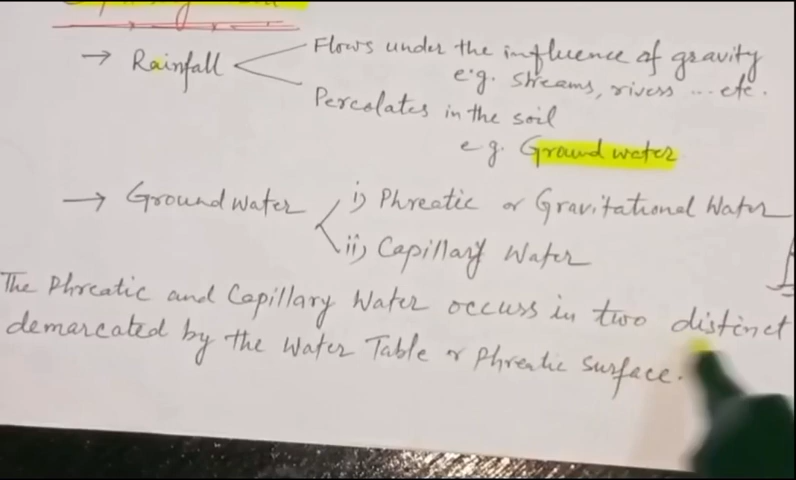 → Rainfall
Flows under the influence of gravity
e.g. streams, rivers ... etc.
Percolates in the soil
e g. Ground water
→ Ground water
i) Phreatic or Gravitational Water
ii) Capillary Water
The Phreatic and Capillary Water occurs in two distinct
demarcated by the Water Table or Phreatic Surface.